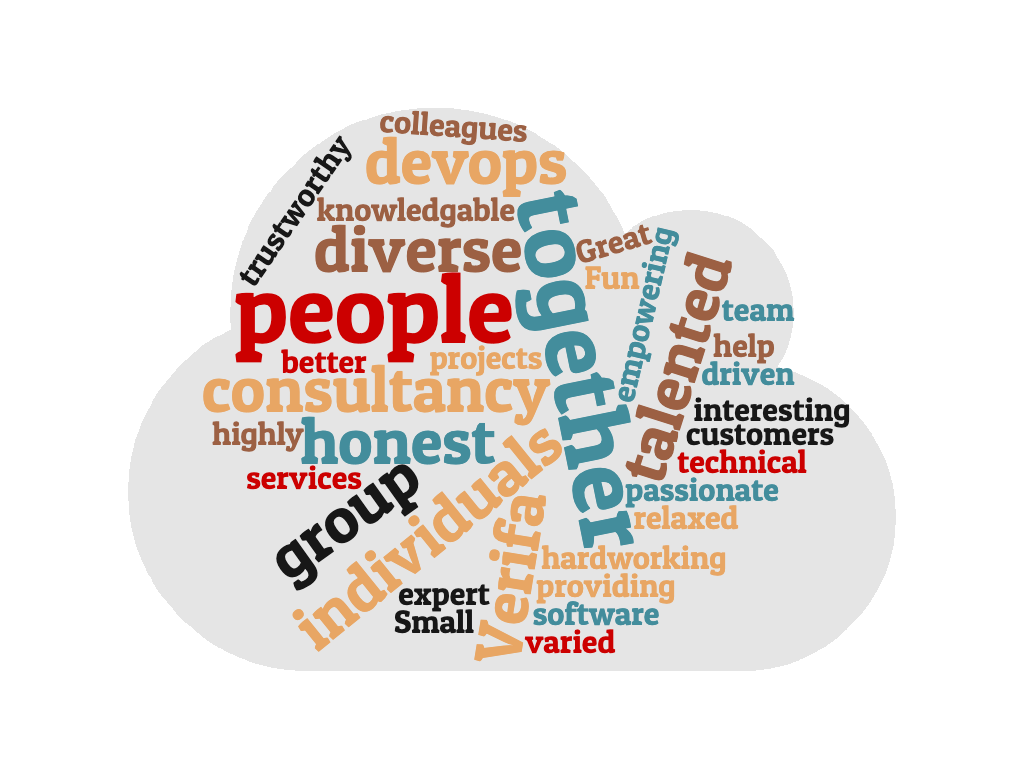 colleagues
devops
trustworthy
knowledgable
diverse
together
Great
Fun
empowering
talented
people
team
better
projects
help
driven
consultancy
interesting
highly
honest
customers
services
technical
group
individuals
passionate
Verifa
relaxed
hardworking
expert
providing
Small
software
varied